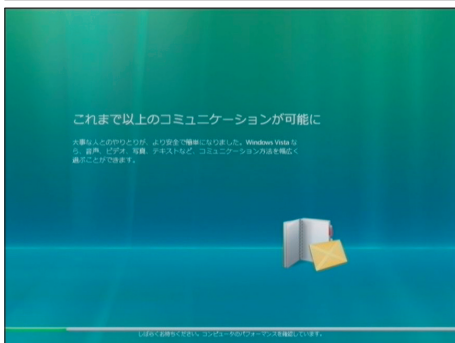 これまで以上のコミュニケーションが可能に
大事な人とのやりとりが、より安全で簡単になりました。Windows Vista な
ら、音声、ビデオ、写真、テキストなど、コミュニケーション方法を幅広く
選ぶことができます。
しばらくお待ちください。コンピュータのパフォーマンスを確認しています。